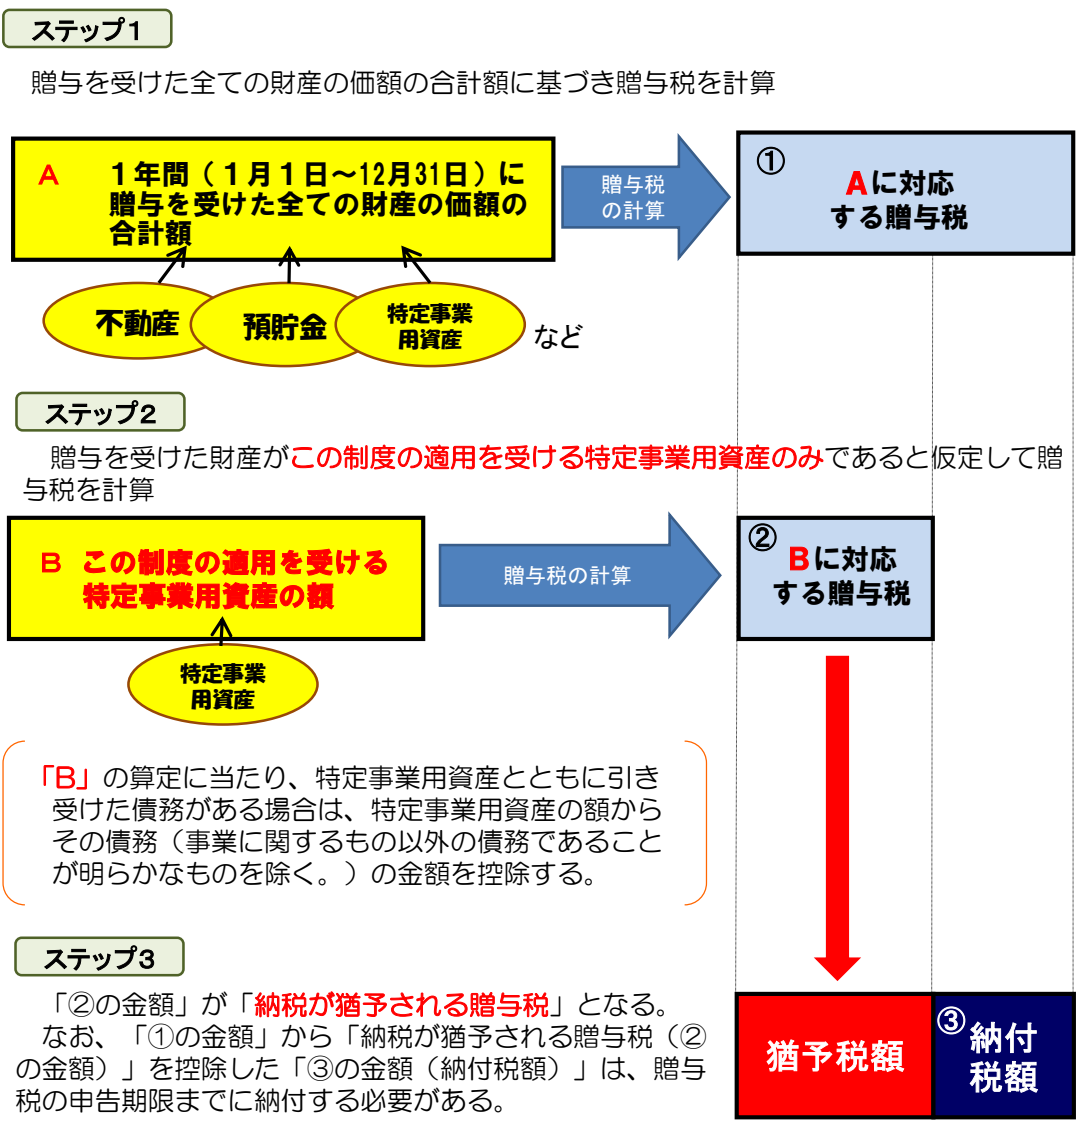 ステップ1
贈与を受けた全ての財産の価額の合計額に基づき贈与税を計算
A 1年間(1月1日~12月31日)に
贈与を受けた全ての財産の価額の
合計額
贈与税
の計算
①
Aに対応
する贈与税
不動産
預貯金
特定事業
用資産
など
ステップ2
贈与を受けた財産がこの制度の適用を受ける特定事業用資産のみであると仮定して贈
与税を計算
B この制度の適用を受ける
特定事業用資産の額
贈与税の計算
②
Bに対応
する贈与税
特定事業
用資産
「B」の算定に当たり、特定事業用資産とともに引き
受けた債務がある場合は、特定事業用資産の額から
その債務(事業に関するもの以外の債務であること
が明らかなものを除く。)の金額を控除する。
ステップ3
「②の金額」が「納税が猶予される贈与税」となる。
なお、「①の金額」から「納税が猶予される贈与税(②
の金額)」を控除した「③の金額(納付税額)」は、贈与
税の申告期限までに納付する必要がある。
猶予税額
③
納付
税額